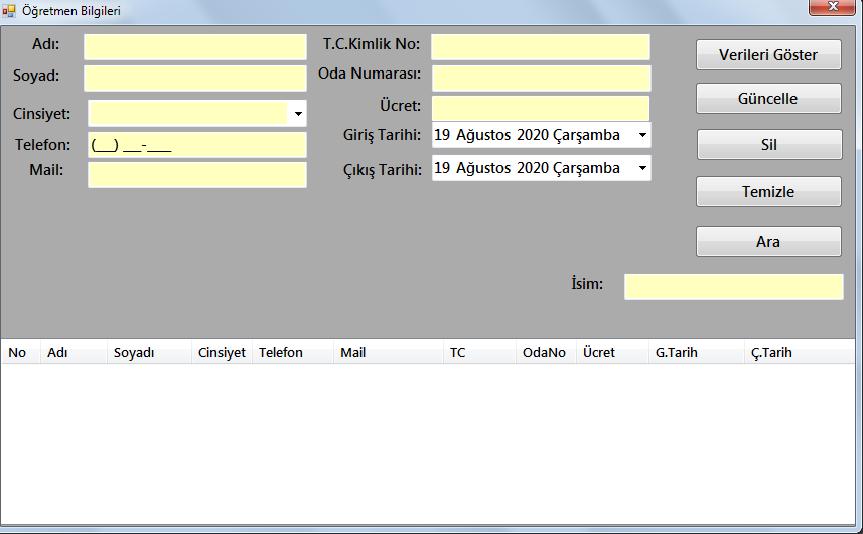 Öğretmen Bilgileri
Adı:
T.C.Kimlik No:
Verileri Göster
Soyad:
Oda Numarası:
Güncelle
Cinsiyet:
Ücret:
Telefon: (__) __-___
Giriş Tarihi: 19 Ağustos 2020 Çarşamba
Sil
Mail:
Çıkış Tarihi: 19 Ağustos 2020 Çarşamba
Temizle
Ara
İsim:
No Adı Soyadı Cinsiyet Telefon Mail TC OdaNo Ücret G.Tarih Ç.Tarih